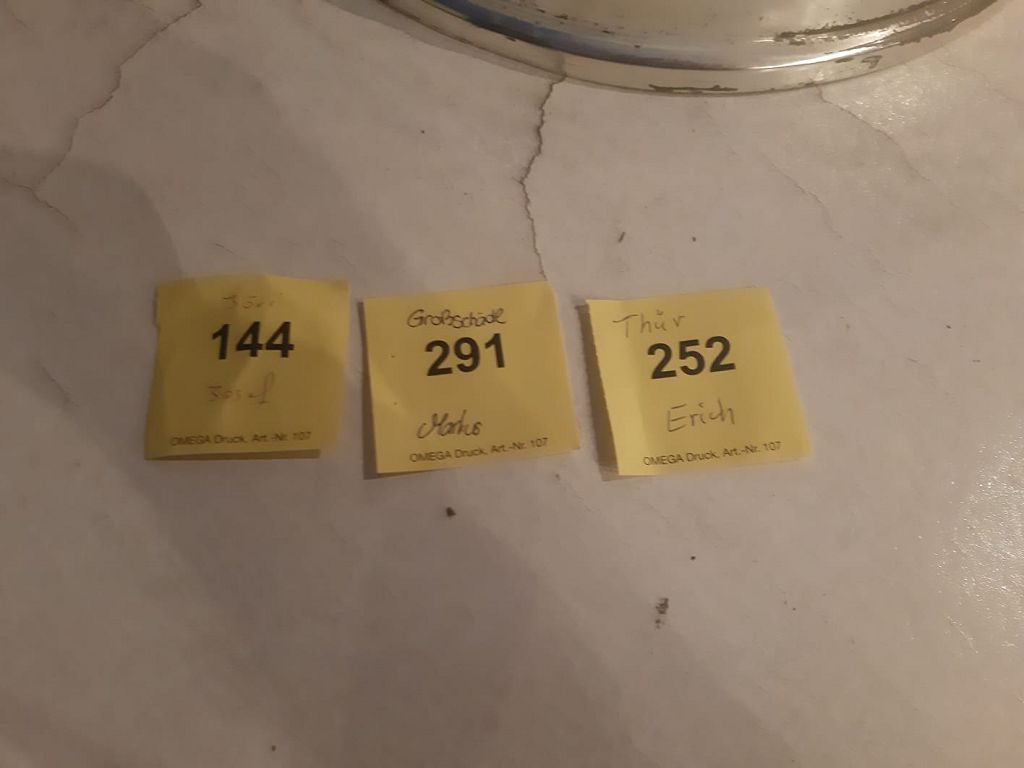 144
Josef
OMEGA Druck, Art.-Nr. 107
Großschädl
291
Markus
OMEGA Druck, Art.-Nr. 107
Thür
252
Erich
OMEGA Druck, Art.-Nr. 107